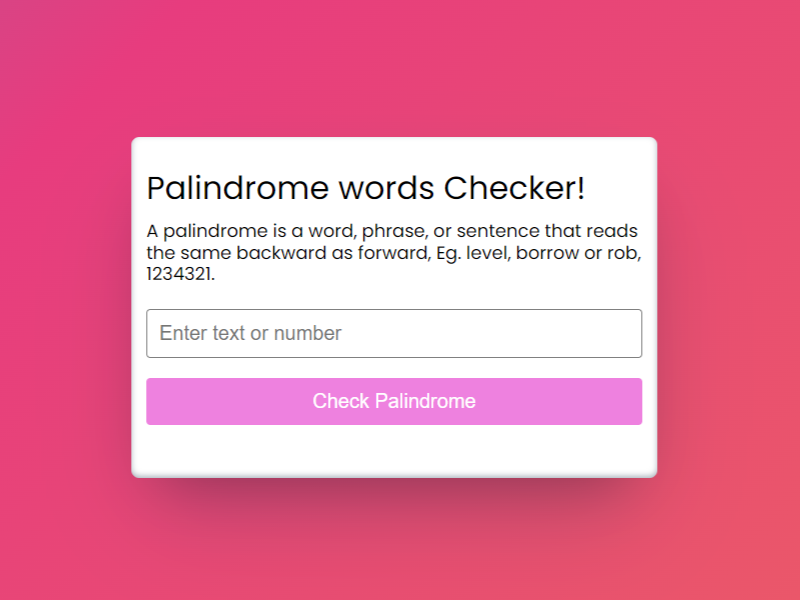 Palindrome words Checker!
A palindrome is a word, phrase, or sentence that reads
the same backward as forward, Eg. level, borrow or rob,
1234321.
Enter text or number
Check Palindrome